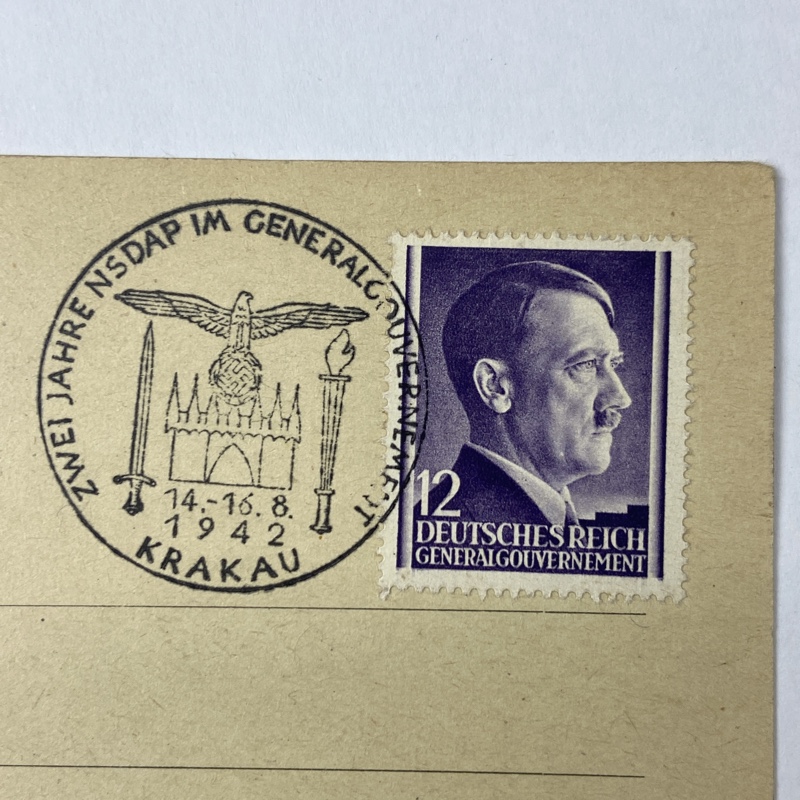 ZWEI JAHRE NSDAP IM GENERALGOUVERNEMENT
14.-16.8.
1942
KRAKAU
12
DEUTSCHES REICH
GENERALGOUVERNEMENT